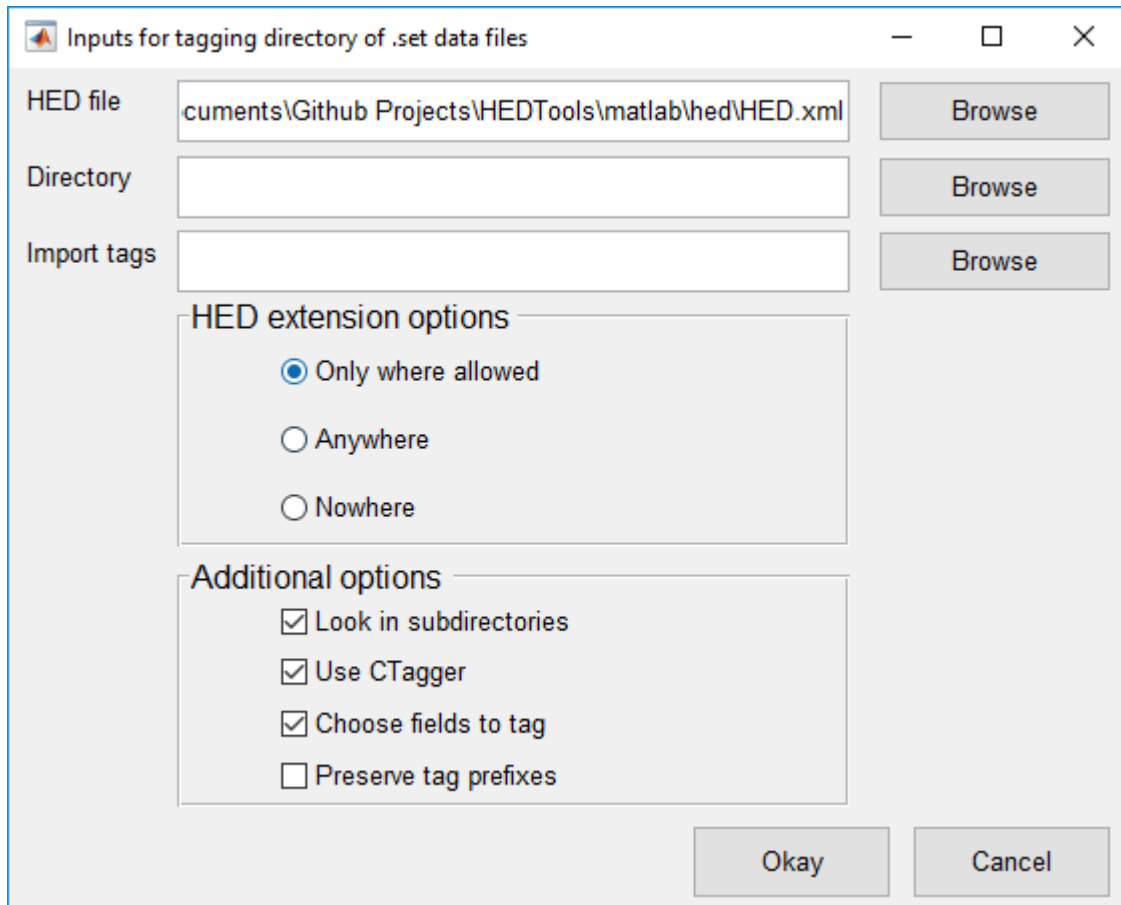 Inputs for tagging directory of .set data files
HED file
cuments\Github Projects\HEDTools\matlab\hed\HED.xml
Browse
Directory
Browse
Import tags
Browse
HED extension options
Only where allowed
Anywhere
Nowhere
Additional options
Look in subdirectories
Use CTagger
Choose fields to tag
Preserve tag prefixes
Okay
Cancel